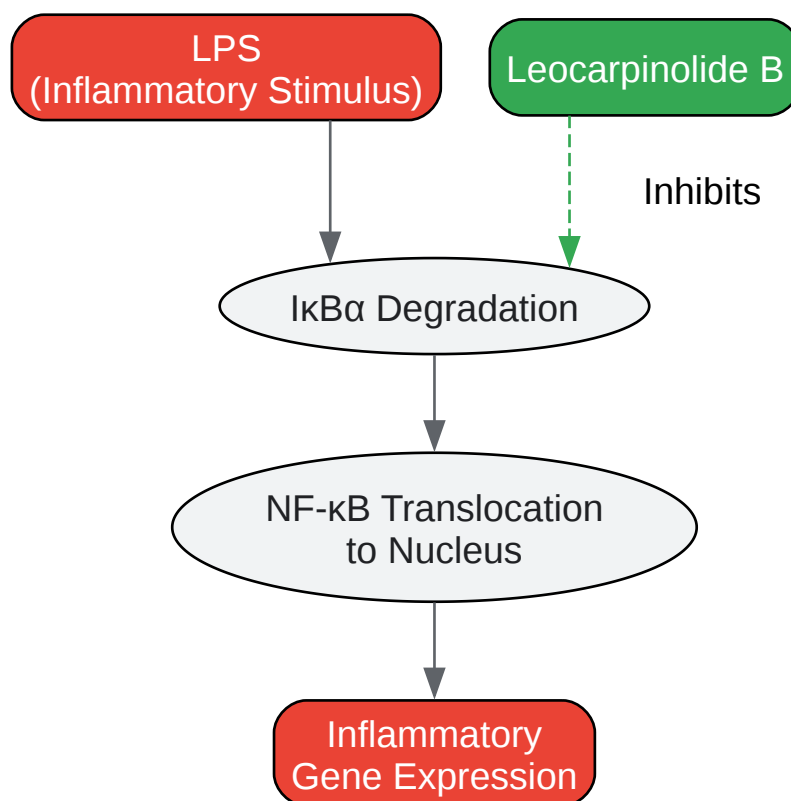 LPS
(Inflammatory Stimulus)
Leocarpinolide B
Inhibits
IκBα Degradation
NF-κB Translocation
to Nucleus
Inflammatory
Gene Expression